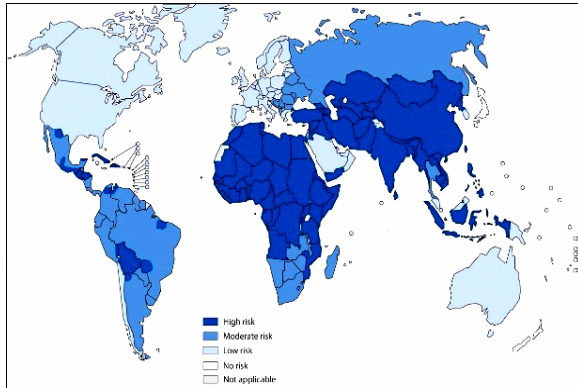 High risk
Moderate risk
Low risk
No risk
Not applicable